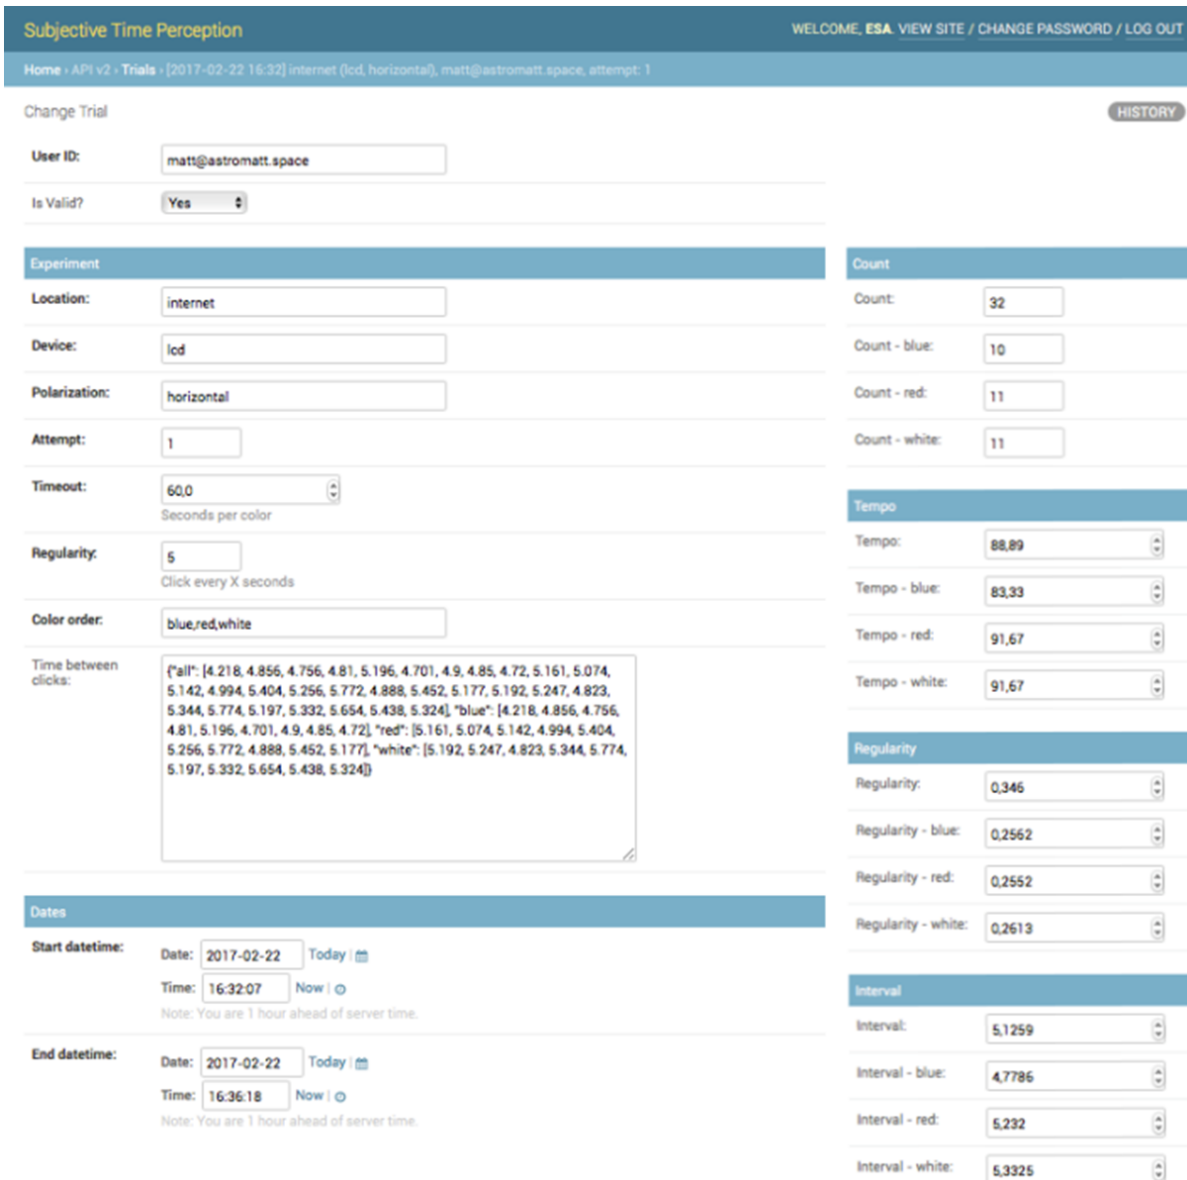 Subjective Time Perception
WELCOME, ESA. VIEW SITE / CHANGE PASSWORD / LOG OUT
Home › API v2 › Trials › [2017-02-22 16:32] internet (lcd, horizontal), matt@astromatt.space, attempt: 1
Change Trial
HISTORY
User ID: matt@astromatt.space
Is Valid? Yes
Experiment
Location: internet
Device: lcd
Polarization: horizontal
Attempt: 1
Timeout: 60,0
Seconds per color
Regularity: 5
Click every X seconds
Color order: blue,red,white
Time between
clicks:
{"all": [4.218, 4.856, 4.756, 4.81, 5.196, 4.701, 4.9, 4.85, 4.72, 5.161, 5.074,
5.142, 4.994, 5.404, 5.256, 5.772, 4.888, 5.452, 5.177, 5.192, 5.247, 4.823,
5.344, 5.774, 5.197, 5.332, 5.654, 5.438, 5.324], "blue": [4.218, 4.856, 4.756,
4.81, 5.196, 4.701, 4.9, 4.85, 4.72], "red": [5.161, 5.074, 5.142, 4.994, 5.404,
5.256, 5.772, 4.888, 5.452, 5.177], "white": [5.192, 5.247, 4.823, 5.344, 5.774,
5.197, 5.332, 5.654, 5.438, 5.324]}
Dates
Start datetime:
Date: 2017-02-22 Today |
Time: 16:32:07 Now |
Note: You are 1 hour ahead of server time.
End datetime:
Date: 2017-02-22 Today |
Time: 16:36:18 Now |
Note: You are 1 hour ahead of server time.
Count
Count: 32
Count - blue: 10
Count - red: 11
Count - white: 11
Tempo
Tempo: 88,89
Tempo - blue: 83,33
Tempo - red: 91,67
Tempo - white: 91,67
Regularity
Regularity: 0,346
Regularity - blue: 0,2562
Regularity - red: 0,2552
Regularity - white: 0,2613
Interval
Interval: 5,1259
Interval - blue: 4,7786
Interval - red: 5,232
Interval - white: 5,3325